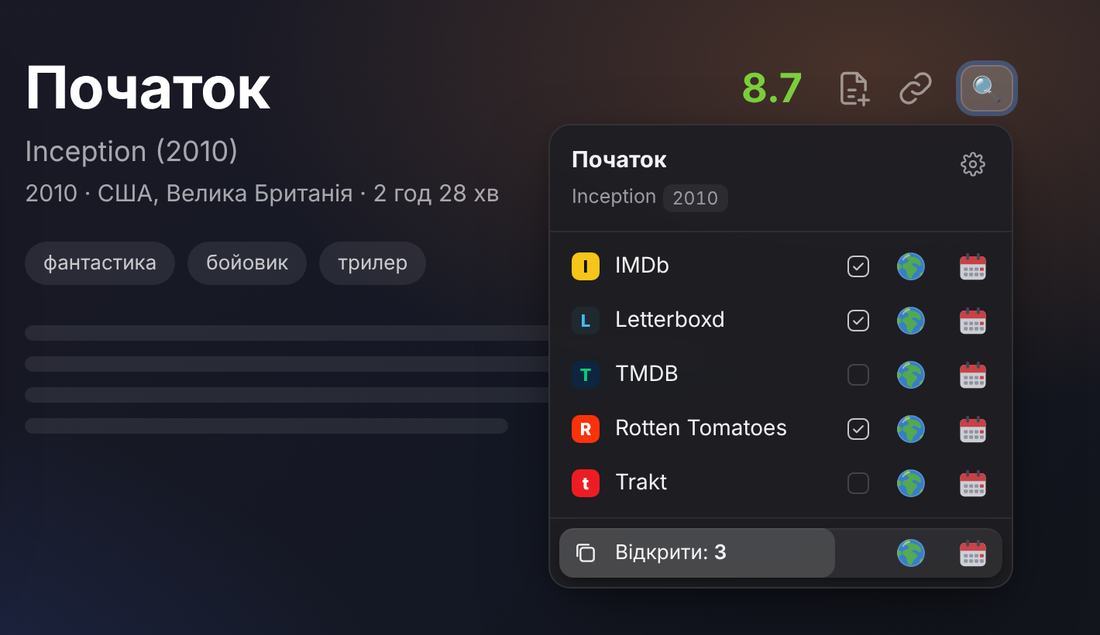 Початок
8.7
Inception (2010)
2010 · США, Велика Британія · 2 год 28 хв
фантастика
бойовик
трилер
Початок
Inception 2010
I IMDb
L Letterboxd
T TMDB
R Rotten Tomatoes
t Trakt
Відкрити: 3